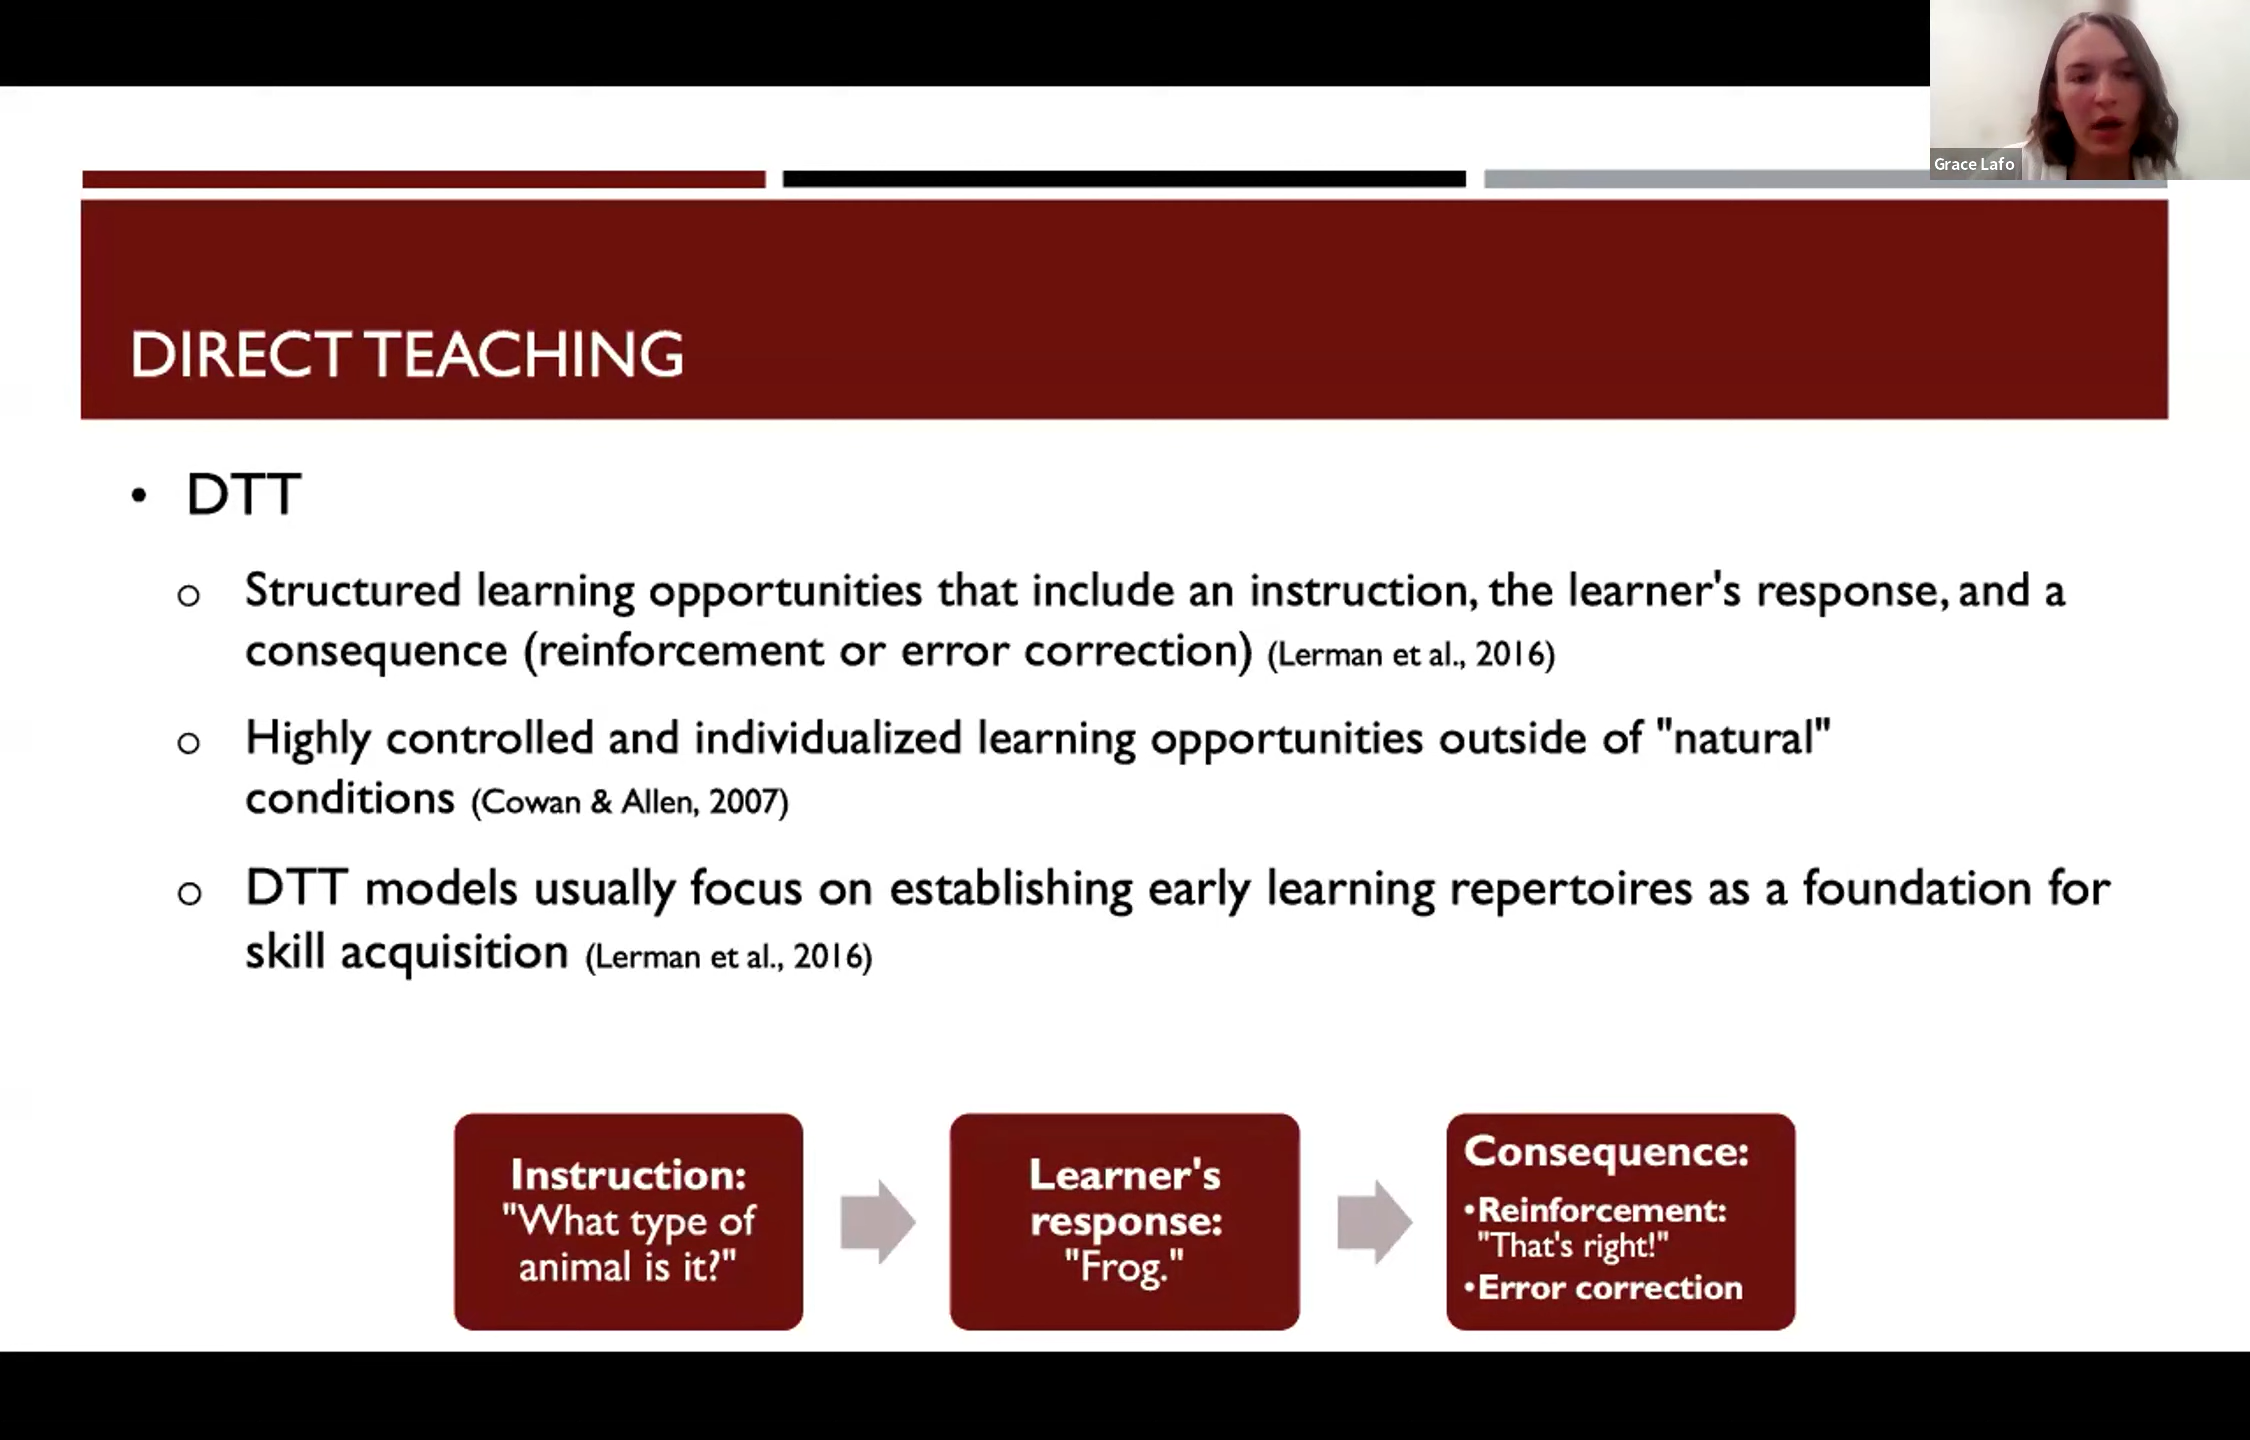 Grace Lafo
DIRECT TEACHING
• DTT
o Structured learning opportunities that include an instruction, the learner's response, and a
consequence (reinforcement or error correction) (Lerman et al., 2016)
o Highly controlled and individualized learning opportunities outside of "natural"
conditions (Cowan & Allen, 2007)
o DTT models usually focus on establishing early learning repertoires as a foundation for
skill acquisition (Lerman et al., 2016)
Instruction:
"What type of
animal is it?"
Learner's
response:
"Frog."
Consequence:
•Reinforcement:
"That's right!"
•Error correction